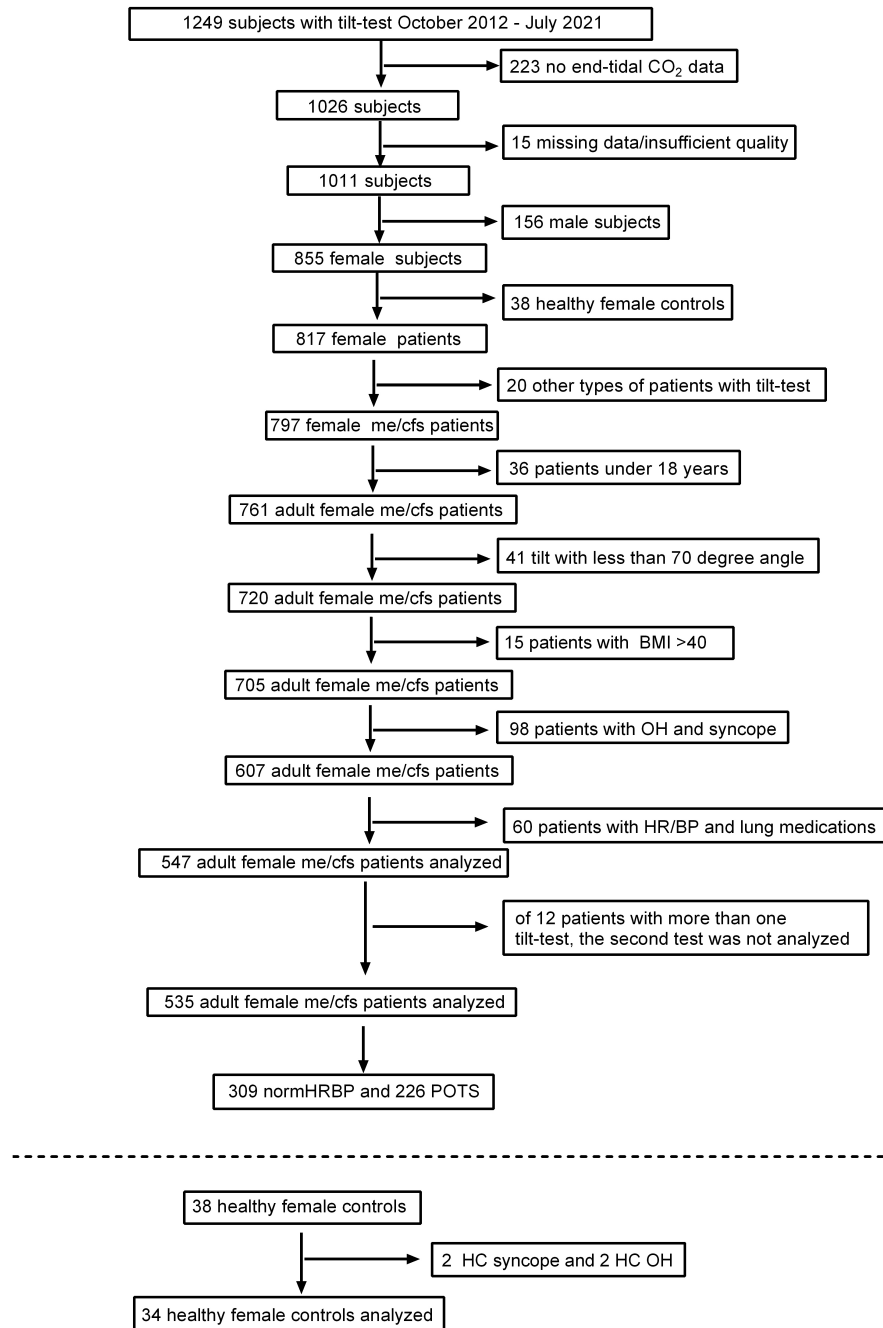 1249 subjects with tilt-test October 2012 - July 2021
223 no end-tidal CO₂ data
1026 subjects
15 missing data/insufficient quality
1011 subjects
156 male subjects
855 female subjects
38 healthy female controls
817 female patients
20 other types of patients with tilt-test
797 female me/cfs patients
36 patients under 18 years
761 adult female me/cfs patients
41 tilt with less than 70 degree angle
720 adult female me/cfs patients
15 patients with BMI >40
705 adult female me/cfs patients
98 patients with OH and syncope
607 adult female me/cfs patients
60 patients with HR/BP and lung medications
547 adult female me/cfs patients analyzed
of 12 patients with more than one
tilt-test, the second test was not analyzed
535 adult female me/cfs patients analyzed
309 normHRBP and 226 POTS
38 healthy female controls
2 HC syncope and 2 HC OH
34 healthy female controls analyzed